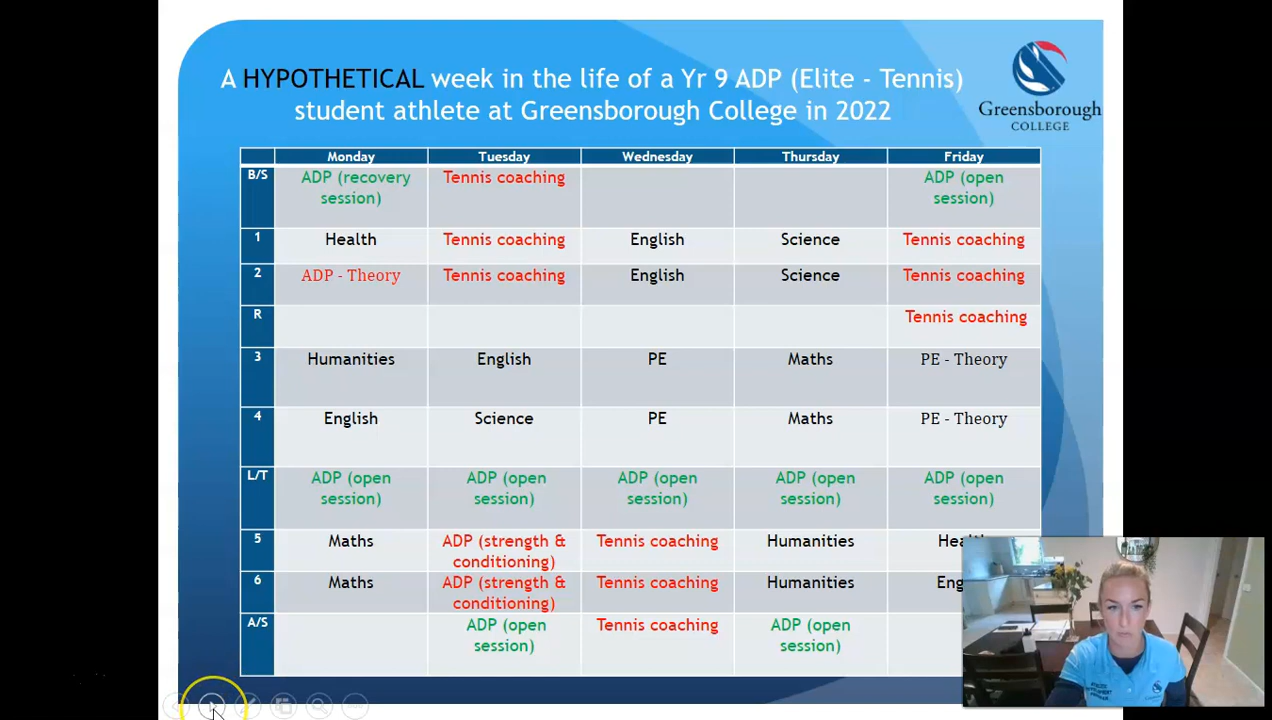 A HYPOTHETICAL week in the life of a Yr 9 ADP (Elite - Tennis)
student athlete at Greensborough College in 2022
Greensborough
COLLEGE
Monday Tuesday Wednesday Thursday Friday
B/S ADP (recovery session) Tennis coaching ADP (open session)
1 Health Tennis coaching English Science Tennis coaching
2 ADP - Theory Tennis coaching English Science Tennis coaching
R Tennis coaching
3 Humanities English PE Maths PE - Theory
4 English Science PE Maths PE - Theory
L/T ADP (open session) ADP (open session) ADP (open session) ADP (open session) ADP (open session)
5 Maths ADP (strength & conditioning) Tennis coaching Humanities
6 Maths ADP (strength & conditioning) Tennis coaching Humanities
A/S ADP (open session) Tennis coaching ADP (open session)